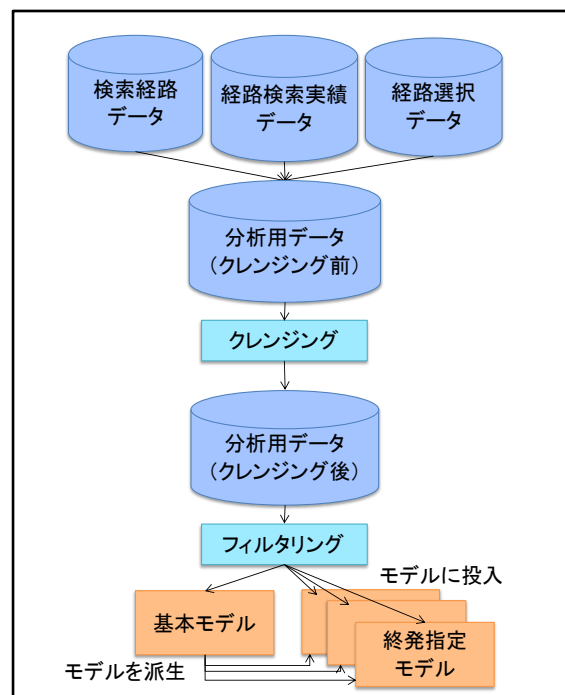 検索経路
データ
経路検索実績
データ
経路選択
データ
分析用データ
(クレンジング前)
クレンジング
分析用データ
(クレンジング後)
フィルタリング
モデルに投入
基本モデル
終発指定
モデル
モデルを派生